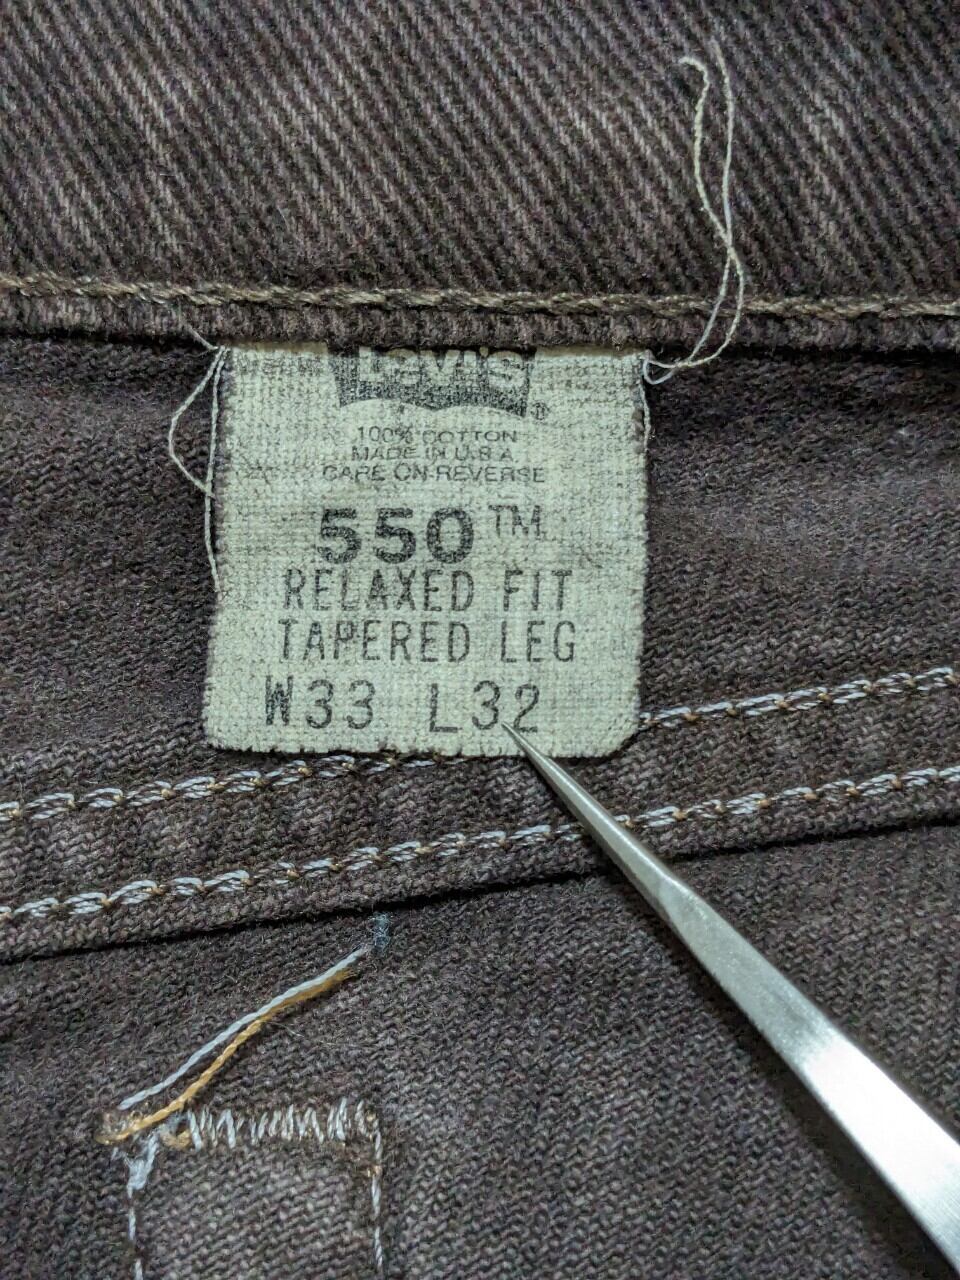 Levi's ®
100% COTTON
MADE IN U.S.A.
CARE ON REVERSE
550™
RELAXED FIT
TAPERED LEG
W33 L32